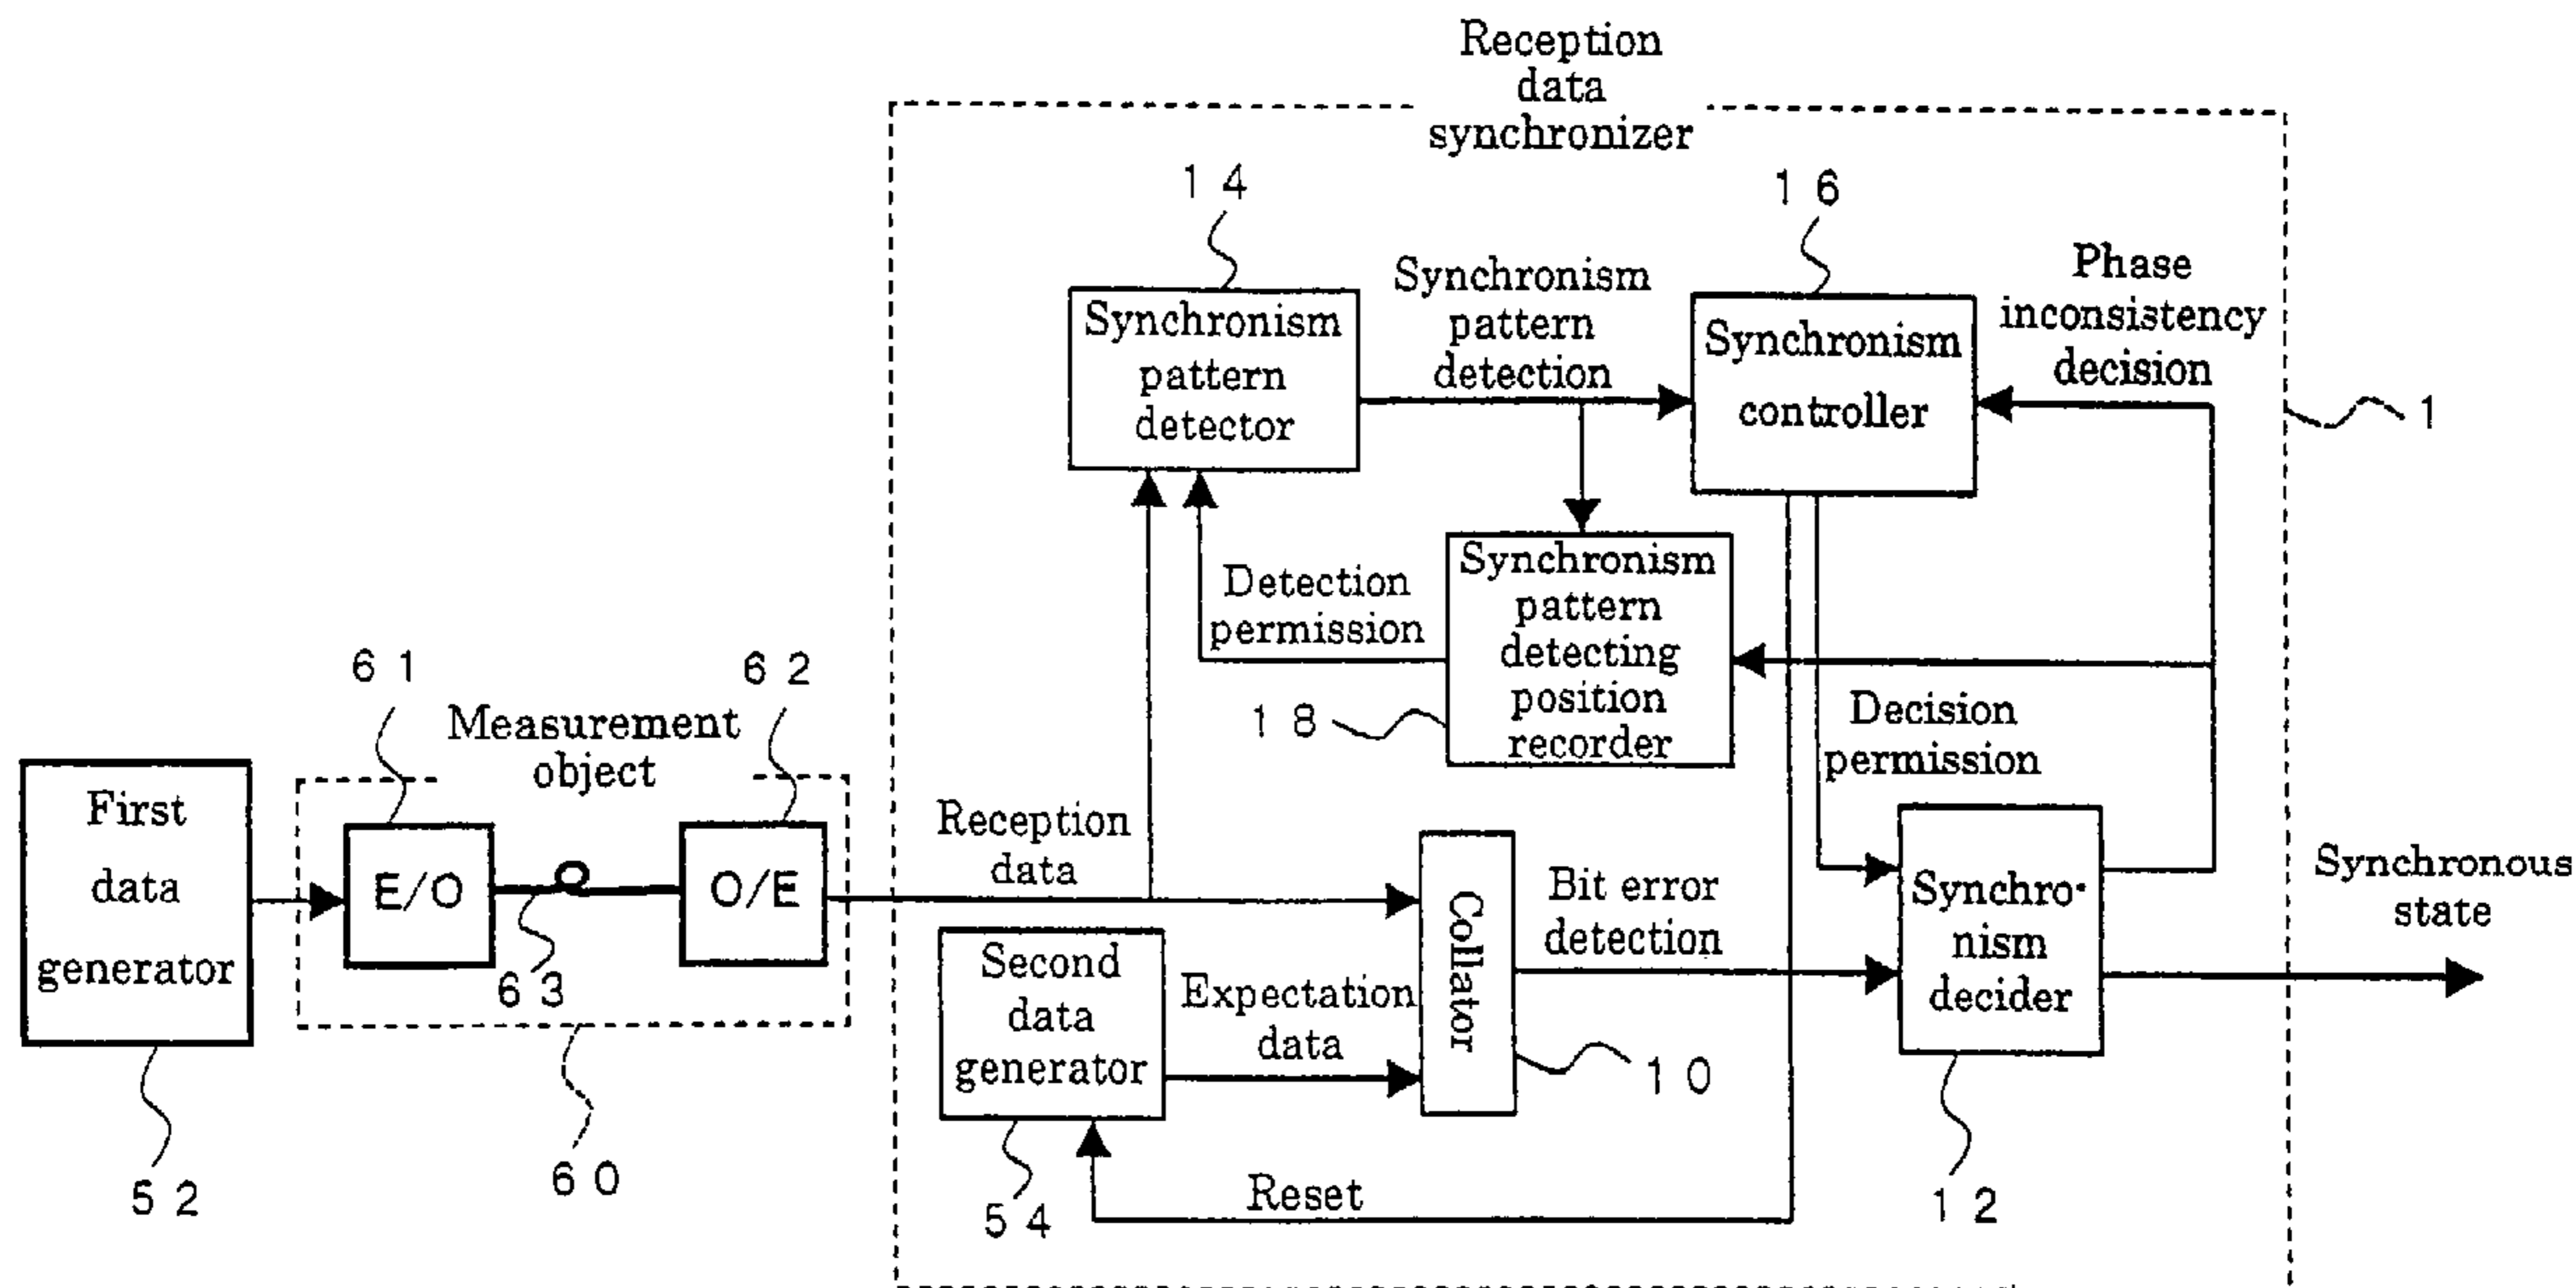 Reception
data
synchronizer
1 4
1 6
Synchronism
pattern
detector
Synchronism
pattern
detection
Synchronism
controller
Phase
inconsistency
decision
1
Detection
permission
Synchronism
pattern
detecting
position
recorder
1 8
Decision
permission
6 1
Measurement
object
6 2
First
data
generator
E/O
O/E
6 3
6 0
5 2
Reception
data
Second
data
generator
Expectation
data
Collator
Bit error
detection
1 0
Synchro-
nism
decider
Synchronous
state
5 4
Reset
1 2